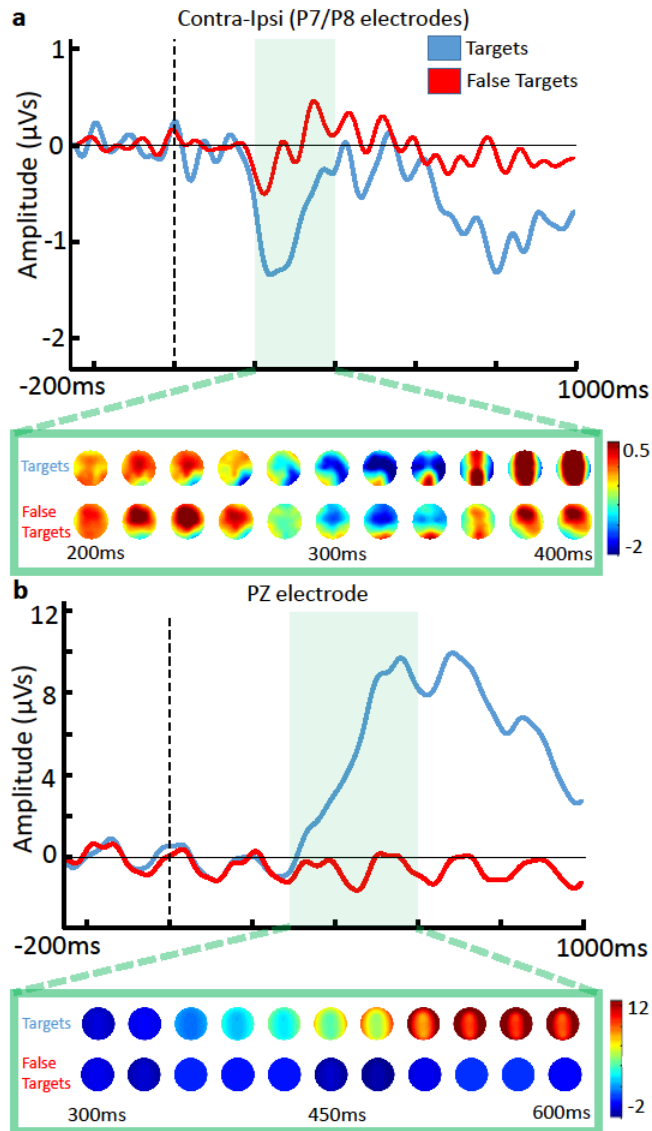 a
Contra-Ipsi (P7/P8 electrodes)
Targets
False Targets
Amplitude (µVs)
1
0
-1
-2
-200ms
1000ms
Targets
False
Targets
200ms
300ms
400ms
0.5
-2
b
PZ electrode
Amplitude (µVs)
12
8
4
0
-200ms
1000ms
Targets
False
Targets
300ms
450ms
600ms
12
-2